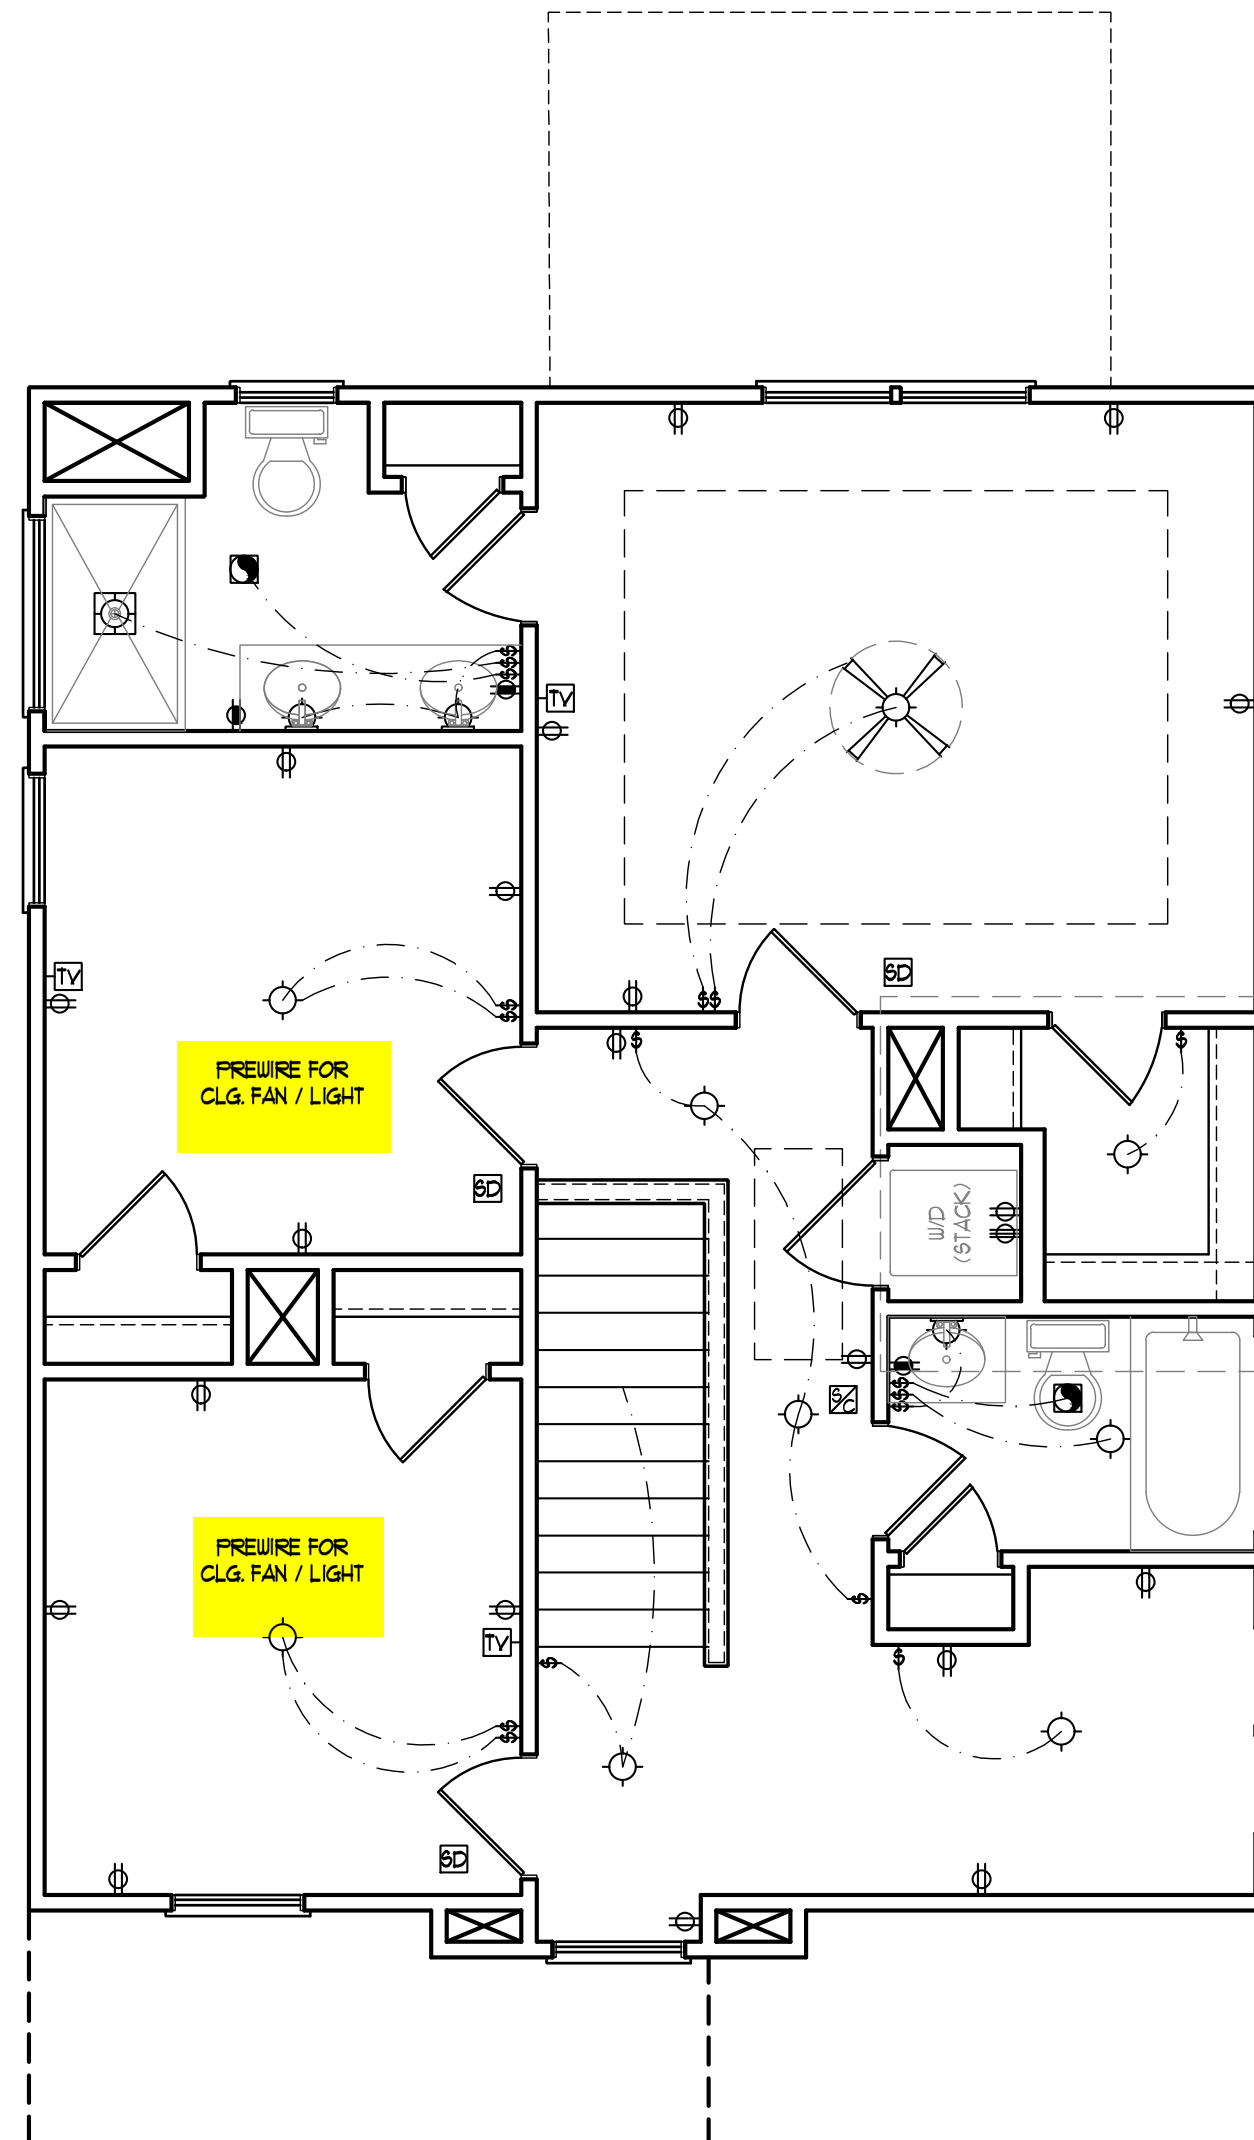 $
$
$
TV
TV
$
$
SD
$$
$
$
PREWIRE FOR
CLG. FAN / LIGHT
SD
W/D
(STACK)
S/C
$
$
$
PREWIRE FOR
CLG. FAN / LIGHT
$
TV
$
$
$
$
SD